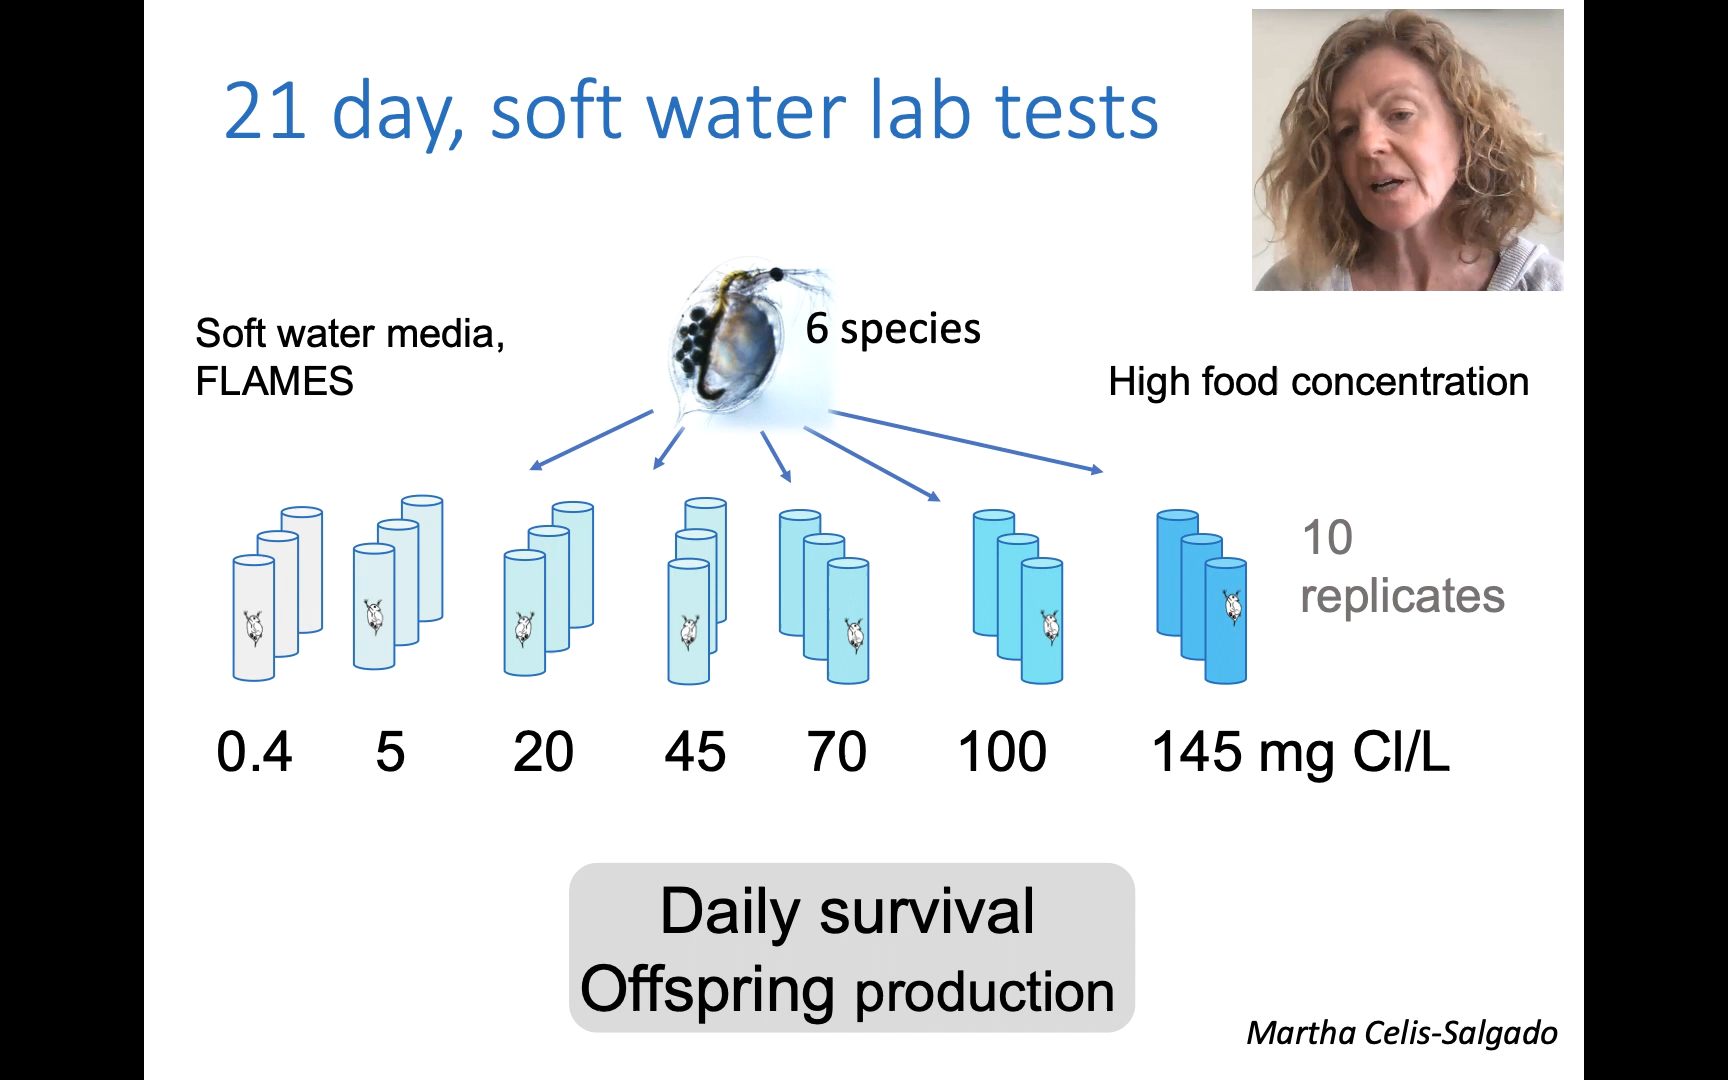 21 day, soft water lab tests
Soft water media,
FLAMES
6 species
High food concentration
10
replicates
0.4 5 20 45 70 100 145 mg Cl/L
Daily survival
Offspring production
Martha Celis-Salgado